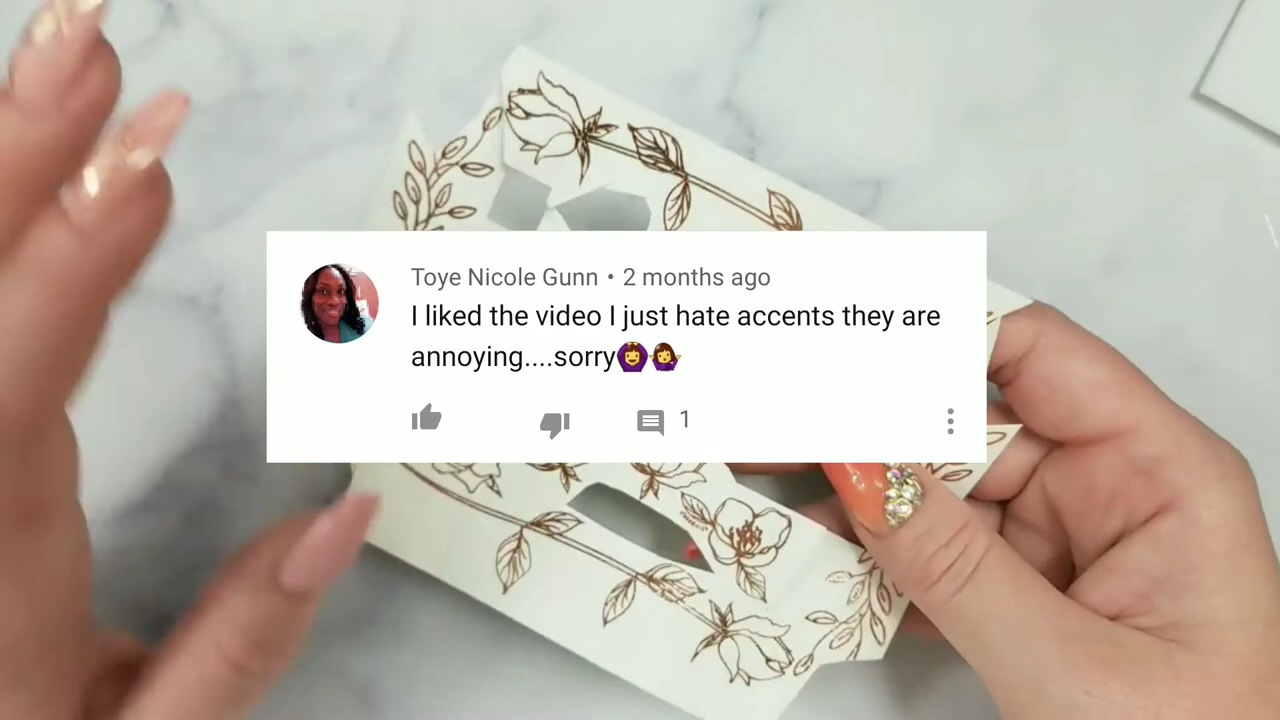 Toye Nicole Gunn • 2 months ago
I liked the video I just hate accents they are
annoying....sorry🙆‍♀️🤷‍♀️
1